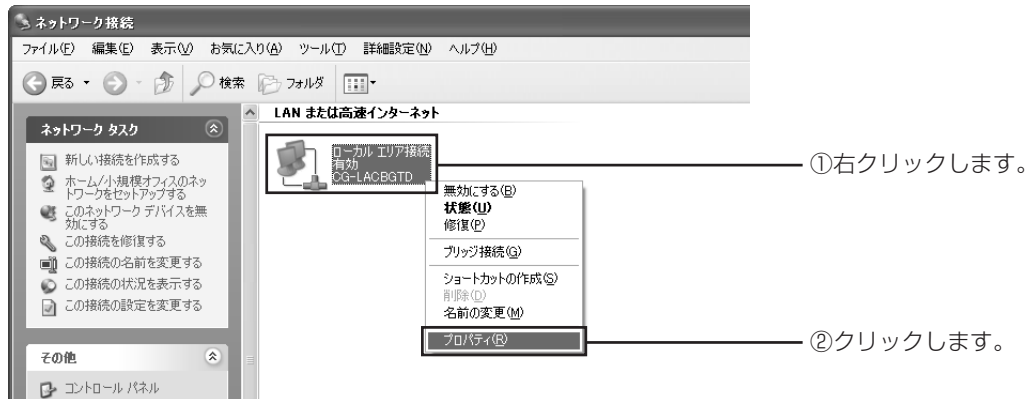 ネットワーク接続
ファイル(F) 編集(E) 表示(V) お気に入り(A) ツール(T) 詳細設定(N) ヘルプ(H)
戻る 検索 フォルダ
LAN または高速インターネット
ネットワーク タスク
新しい接続を作成する
ホーム/小規模オフィスのネッ
トワークをセットアップする
このネットワーク デバイスを無
効にする
この接続を修復する
この接続の名前を変更する
この接続の状況を表示する
この接続の設定を変更する
その他
コントロール パネル
ローカル エリア接続
有効
CG-LACBGTD
①右クリックします。
無効にする(B)
状態(U)
修復(P)
ブリッジ接続(G)
ショートカットの作成(S)
削除(D)
名前の変更(M)
プロパティ(R)
②クリックします。